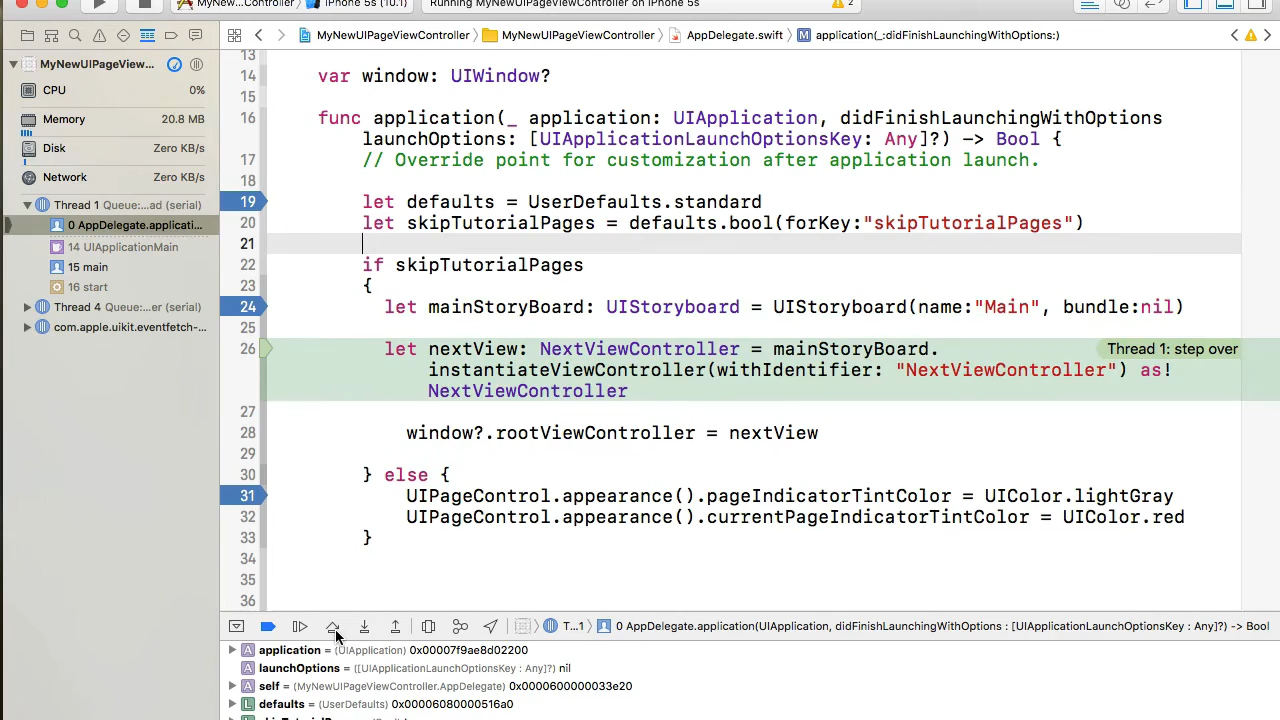 MyNew...Controller iPhone 5s (10.1) Running MyNewUIPageViewController on iPhone 5s 2
MyNewUIPageViewController MyNewUIPageViewController AppDelegate.swift M application(_:didFinishLaunchingWithOptions:)
MyNewUIPageView...
CPU 0%
Memory 20.8 MB
Disk Zero KB/s
Network Zero KB/s
Thread 1 Queue:...ad (serial)
0 AppDelegate.applicati...
14 UIApplicationMain
15 main
16 start
Thread 4 Queue:...er (serial)
com.apple.uikit.eventfetch-...
13
14 var window: UIWindow?
15
16 func application(_ application: UIApplication, didFinishLaunchingWithOptions
launchOptions: [UIApplicationLaunchOptionsKey: Any]?) -> Bool {
17 // Override point for customization after application launch.
18
19 let defaults = UserDefaults.standard
20 let skipTutorialPages = defaults.bool(forKey:"skipTutorialPages")
21
22 if skipTutorialPages
23 {
24 let mainStoryBoard: UIStoryboard = UIStoryboard(name:"Main", bundle:nil)
25
26 let nextView: NextViewController = mainStoryBoard. Thread 1: step over
instantiateViewController(withIdentifier: "NextViewController") as!
NextViewController
27
28 window?.rootViewController = nextView
29
30 } else {
31 UIPageControl.appearance().pageIndicatorTintColor = UIColor.lightGray
32 UIPageControl.appearance().currentPageIndicatorTintColor = UIColor.red
33 }
34
35
36
T...1 0 AppDelegate.application(UIApplication, didFinishLaunchingWithOptions : [UIApplicationLaunchOptionsKey : Any]?) -> Bool
A application = (UIApplication) 0x00007f9ae8d02200
A launchOptions = ([UIApplicationLaunchOptionsKey : Any]?) nil
A self = (MyNewUIPageViewController.AppDelegate) 0x0000600000033e20
L defaults = (UserDefaults) 0x00006080000516a0